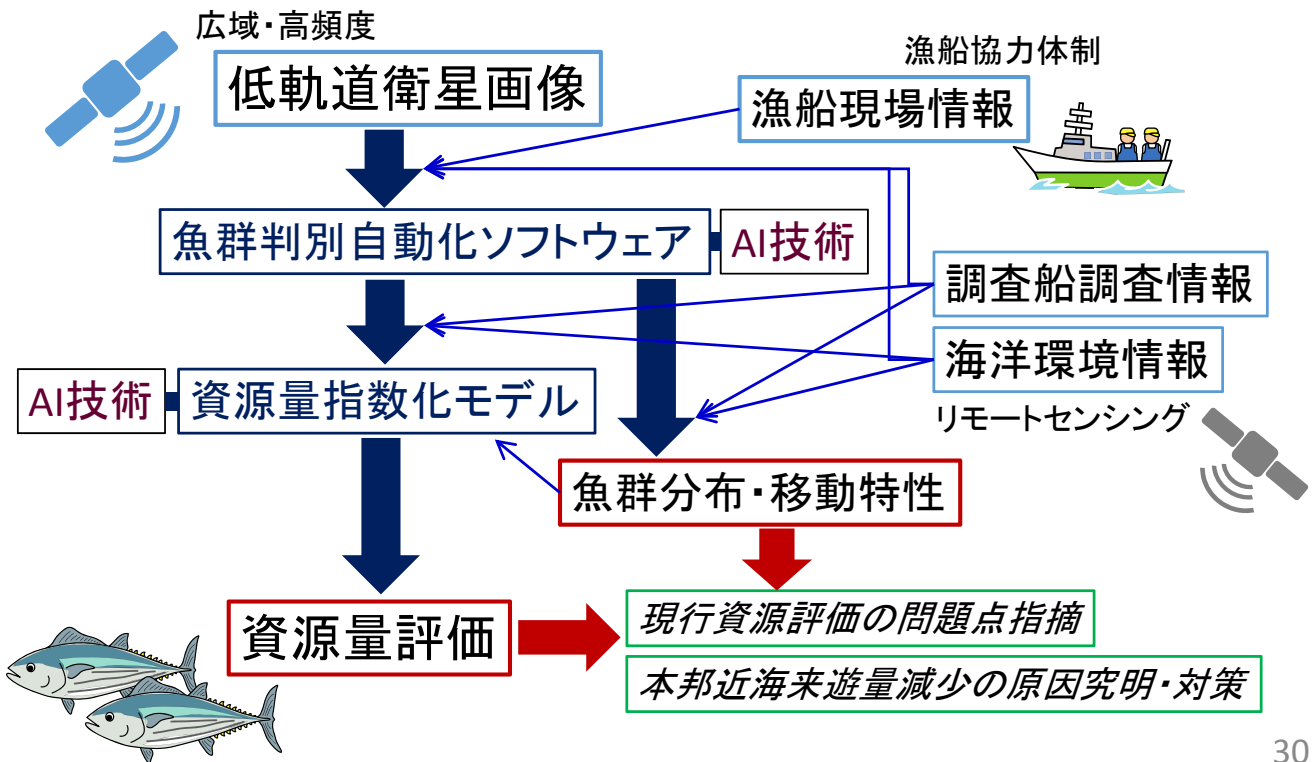 広域・高頻度
低軌道衛星画像
漁船協力体制
漁船現場情報
魚群判別自動化ソフトウェア
AI技術
調査船調査情報
海洋環境情報
リモートセンシング
AI技術
資源量指数化モデル
魚群分布・移動特性
資源量評価
現行資源評価の問題点指摘
本邦近海来遊量減少の原因究明・対策
30